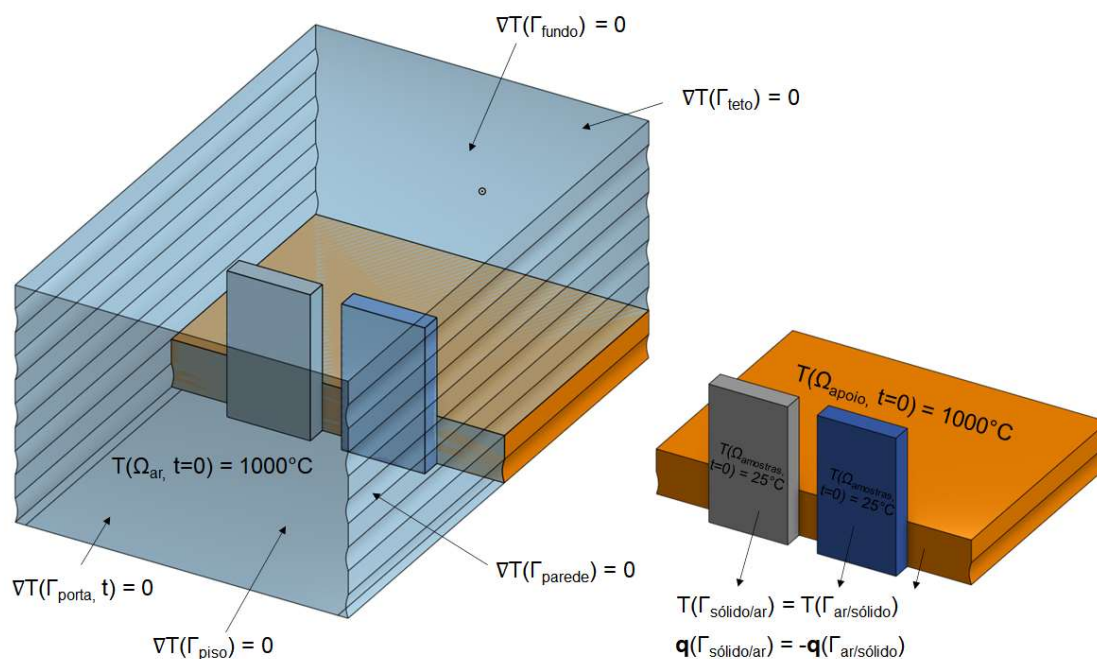 ∇T(Γfundo) = 0
∇T(Γteto) = 0
T(Ωar, t=0) = 1000°C
∇T(Γporta, t) = 0
∇T(Γpiso) = 0
∇T(Γparede) = 0
T(Ωapoio, t=0) = 1000°C
T(Ωamostras,
t=0) = 25°C
T(Ωamostras,
t=0) = 25°C
T(Γsólido/ar) = T(Γar/sólido)
q(Γsólido/ar) = -q(Γar/sólido)